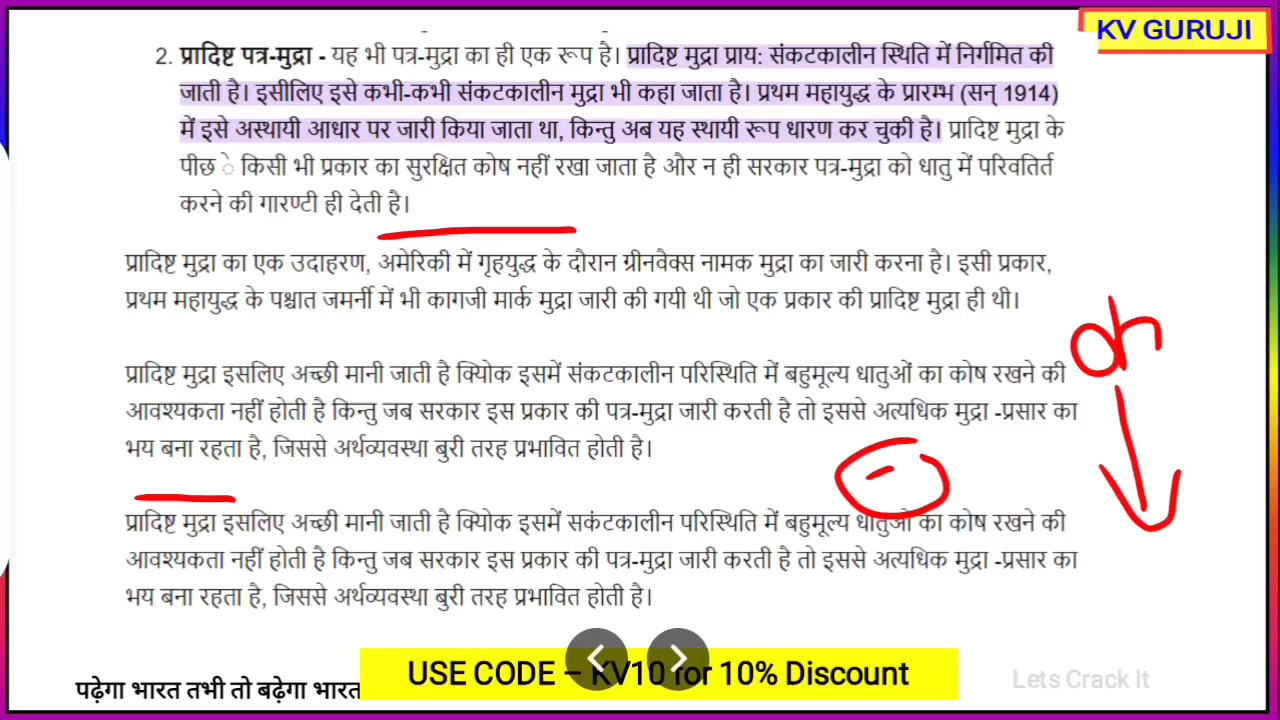 KV GURUJI
2. प्रादिष्ट पत्र-मुद्रा - यह भी पत्र-मुद्रा का ही एक रूप है। प्रादिष्ट मुद्रा प्राय: संकटकालीन स्थिति में निर्गमित की
जाती है। इसीलिए इसे कभी-कभी संकटकालीन मुद्रा भी कहा जाता है। प्रथम महायुद्ध के प्रारम्भ (सन् 1914)
में इसे अस्थायी आधार पर जारी किया जाता था, किन्तु अब यह स्थायी रूप धारण कर चुकी है। प्रादिष्ट मुद्रा के
पीछ े किसी भी प्रकार का सुरक्षित कोष नहीं रखा जाता है और न ही सरकार पत्र-मुद्रा को धातु में परिवतिर्त
करने की गारण्टी ही देती है।
प्रादिष्ट मुद्रा का एक उदाहरण, अमेरिकी में गृहयुद्ध के दौरान ग्रीनवैक्स नामक मुद्रा का जारी करना है। इसी प्रकार,
प्रथम महायुद्ध के पश्चात जमर्नी में भी कागजी मार्क मुद्रा जारी की गयी थी जो एक प्रकार की प्रादिष्ट मुद्रा ही थी।
प्रादिष्ट मुद्रा इसलिए अच्छी मानी जाती है क्योिक इसमें संकटकालीन परिस्थिति में बहुमूल्य धातुओं का कोष रखने की
आवश्यकता नहीं होती है किन्तु जब सरकार इस प्रकार की पत्र-मुद्रा जारी करती है तो इससे अत्यधिक मुद्रा -प्रसार का
भय बना रहता है, जिससे अर्थव्यवस्था बुरी तरह प्रभावित होती है।
प्रादिष्ट मुद्रा इसलिए अच्छी मानी जाती है क्योिक इसमें सकंटकालीन परिस्थिति में बहुमूल्य धातुओं का कोष रखने की
आवश्यकता नहीं होती है किन्तु जब सरकार इस प्रकार की पत्र-मुद्रा जारी करती है तो इससे अत्यधिक मुद्रा -प्रसार का
भय बना रहता है, जिससे अर्थव्यवस्था बुरी तरह प्रभावित होती है।
USE CODE – KV10 for 10% Discount
पढ़ेगा भारत तभी तो बढ़ेगा भारत
Lets Crack It